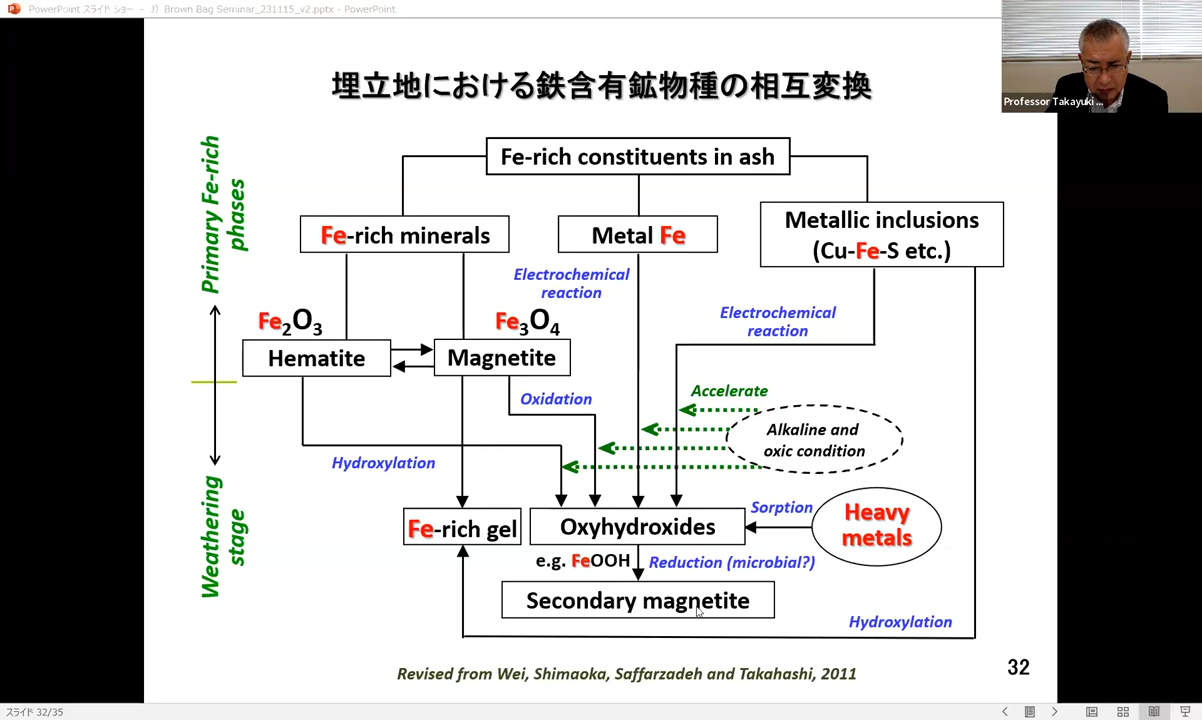 PowerPoint スライド ショー - J) Brown Bag Seminar_231115_v2.pptx - PowerPoint
Professor Takayuki ...
埋立地における鉄含有鉱物種の相互変換
Primary Fe-rich
phases
Fe-rich constituents in ash
Fe-rich minerals
Metal Fe
Metallic inclusions
(Cu-Fe-S etc.)
Electrochemical
reaction
Electrochemical
reaction
Fe2O3
Fe3O4
Hematite
Magnetite
Oxidation
Accelerate
Alkaline and
oxic condition
Hydroxylation
Weathering
stage
Fe-rich gel
Oxyhydroxides
Sorption
Heavy
metals
e.g. FeOOH
Reduction (microbial?)
Secondary magnetite
Hydroxylation
Revised from Wei, Shimaoka, Saffarzadeh and Takahashi, 2011
32
スライド 32/35